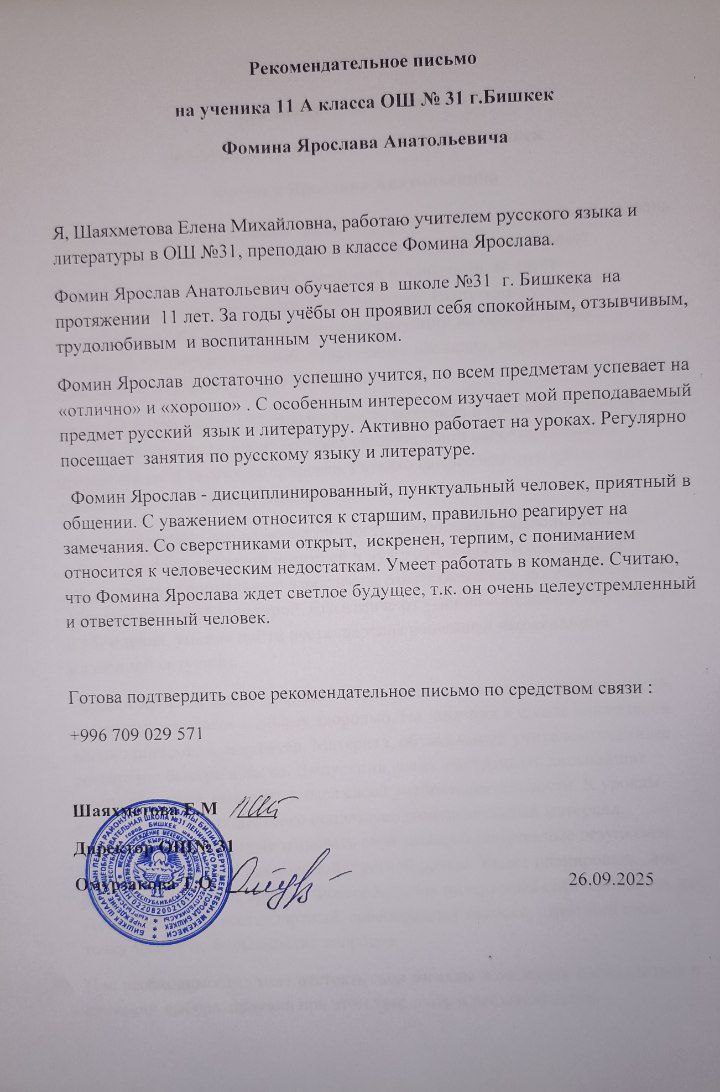 Рекомендательное письмо
на ученика 11 А класса ОШ № 31 г.Бишкек
Фомина Ярослава Анатольевича
Я, Шаяхметова Елена Михайловна, работаю учителем русского языка и
литературы в ОШ №31, преподаю в классе Фомина Ярослава.
Фомин Ярослав Анатольевич обучается в школе №31 г. Бишкека на
протяжении 11 лет. За годы учёбы он проявил себя спокойным, отзывчивым,
трудолюбивым и воспитанным учеником.
Фомин Ярослав достаточно успешно учится, по всем предметам успевает на
«отлично» и «хорошо» . С особенным интересом изучает мой преподаваемый
предмет русский язык и литературу. Активно работает на уроках. Регулярно
посещает занятия по русскому языку и литературе.
Фомин Ярослав - дисциплинированный, пунктуальный человек, приятный в
общении. С уважением относится к старшим, правильно реагирует на
замечания. Со сверстниками открыт, искренен, терпим, с пониманием
относится к человеческим недостаткам. Умеет работать в команде. Считаю,
что Фомина Ярослава ждет светлое будущее, т.к. он очень целеустремленный
и ответственный человек.
Готова подтвердить свое рекомендательное письмо по средством связи :
+996 709 029 571
Шаяхметова Е.М
Директор ОШ№ 31
Омурзакова Т.О
26.09.2025